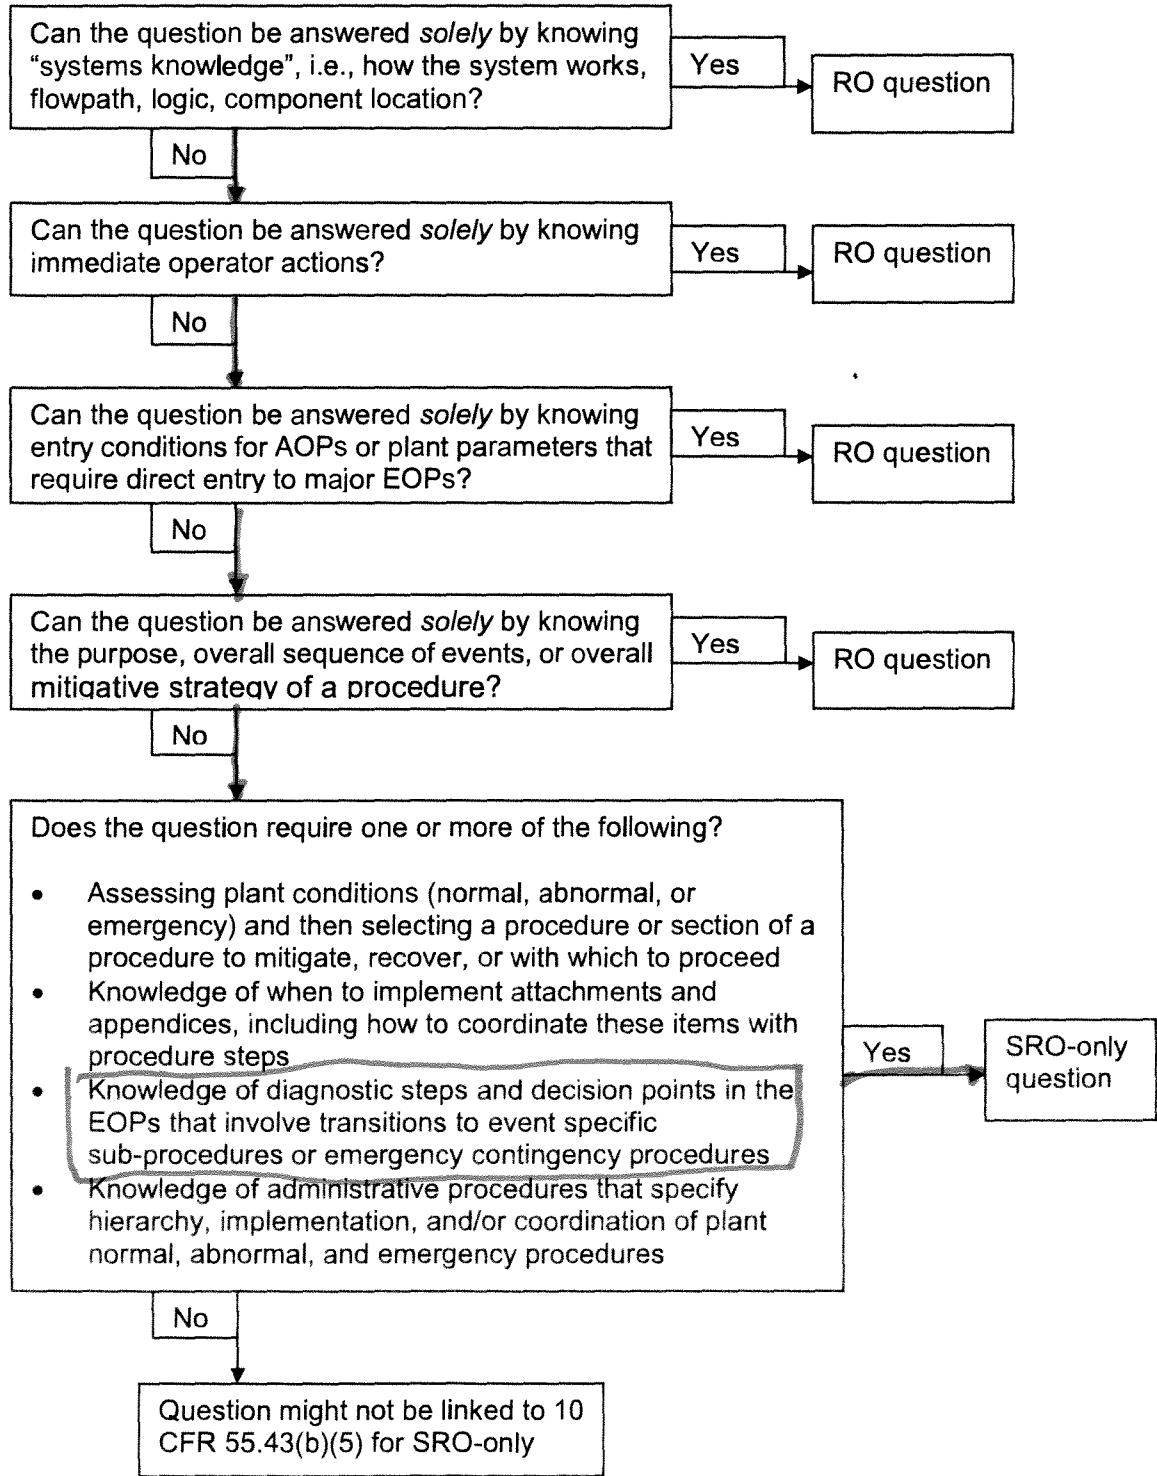 Can the question be answered solely by knowing
"systems knowledge", i.e., how the system works,
flowpath, logic, component location?
Yes
RO question
No
Can the question be answered solely by knowing
immediate operator actions?
Yes
RO question
No
Can the question be answered solely by knowing
entry conditions for AOPs or plant parameters that
require direct entry to major EOPs?
Yes
RO question
No
Can the question be answered solely by knowing
the purpose, overall sequence of events, or overall
mitigative strategy of a procedure?
Yes
RO question
No
Does the question require one or more of the following?
• Assessing plant conditions (normal, abnormal, or
emergency) and then selecting a procedure or section of a
procedure to mitigate, recover, or with which to proceed
• Knowledge of when to implement attachments and
appendices, including how to coordinate these items with
procedure steps
• Knowledge of diagnostic steps and decision points in the
EOPs that involve transitions to event specific
sub-procedures or emergency contingency procedures
• Knowledge of administrative procedures that specify
hierarchy, implementation, and/or coordination of plant
normal, abnormal, and emergency procedures
Yes
SRO-only
question
No
Question might not be linked to 10
CFR 55.43(b)(5) for SRO-only